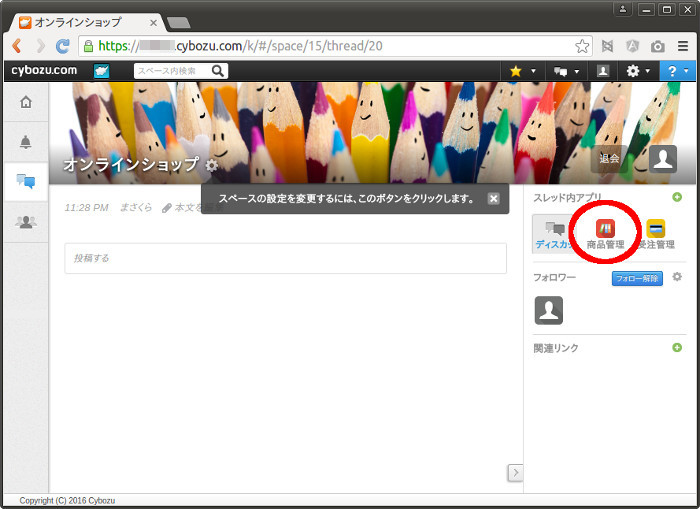 オンラインショップ
https://
.cybozu.com/k/#/space/15/thread/20
cybozu.com
スペース内検索
オンラインショップ
退会
スペースの設定を変更するには、このボタンをクリックします。
11:28 PM まさくら 本文を
投稿する
スレッド内アプリ
ディスカッ 商品管理 受注管理
フォロワー フォロー解除
関連リンク
Copyright (C) 2016 Cybozu